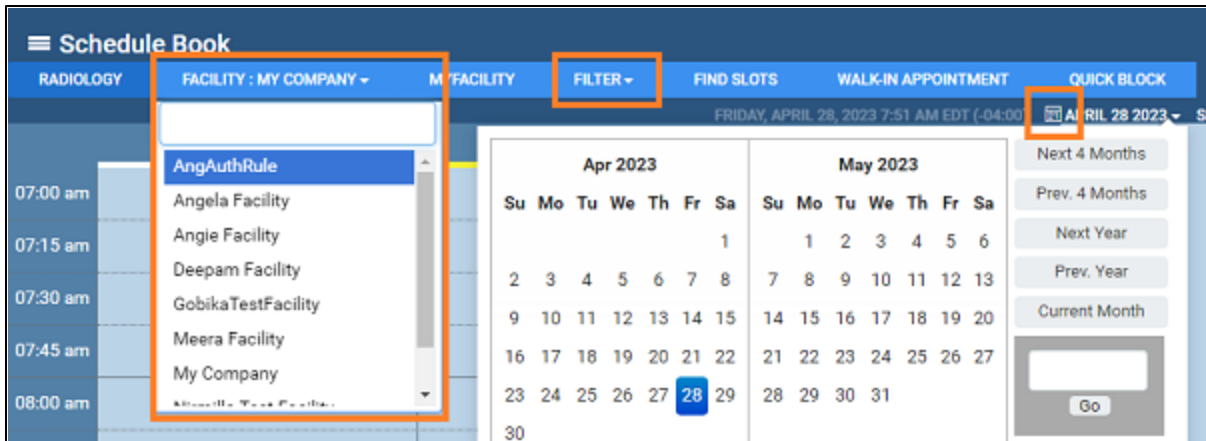 Schedule Book
RADIOLOGY FACILITY : MY COMPANY MYFACILITY FILTER FIND SLOTS WALK-IN APPOINTMENT QUICK BLOCK
FRIDAY, APRIL 28, 2023 7:51 AM EDT (-04:00) APRIL 28 2023 S
AngAuthRule
Angela Facility
Angie Facility
Deepam Facility
GobikaTestFacility
Meera Facility
My Company
07:00 am
07:15 am
07:30 am
07:45 am
08:00 am
Apr 2023
Su Mo Tu We Th Fr Sa
1
2 3 4 5 6 7 8
9 10 11 12 13 14 15
16 17 18 19 20 21 22
23 24 25 26 27 28 29
30
May 2023
Su Mo Tu We Th Fr Sa
1 2 3 4 5 6
7 8 9 10 11 12 13
14 15 16 17 18 19 20
21 22 23 24 25 26 27
28 29 30 31
Next 4 Months
Prev. 4 Months
Next Year
Prev. Year
Current Month
Go